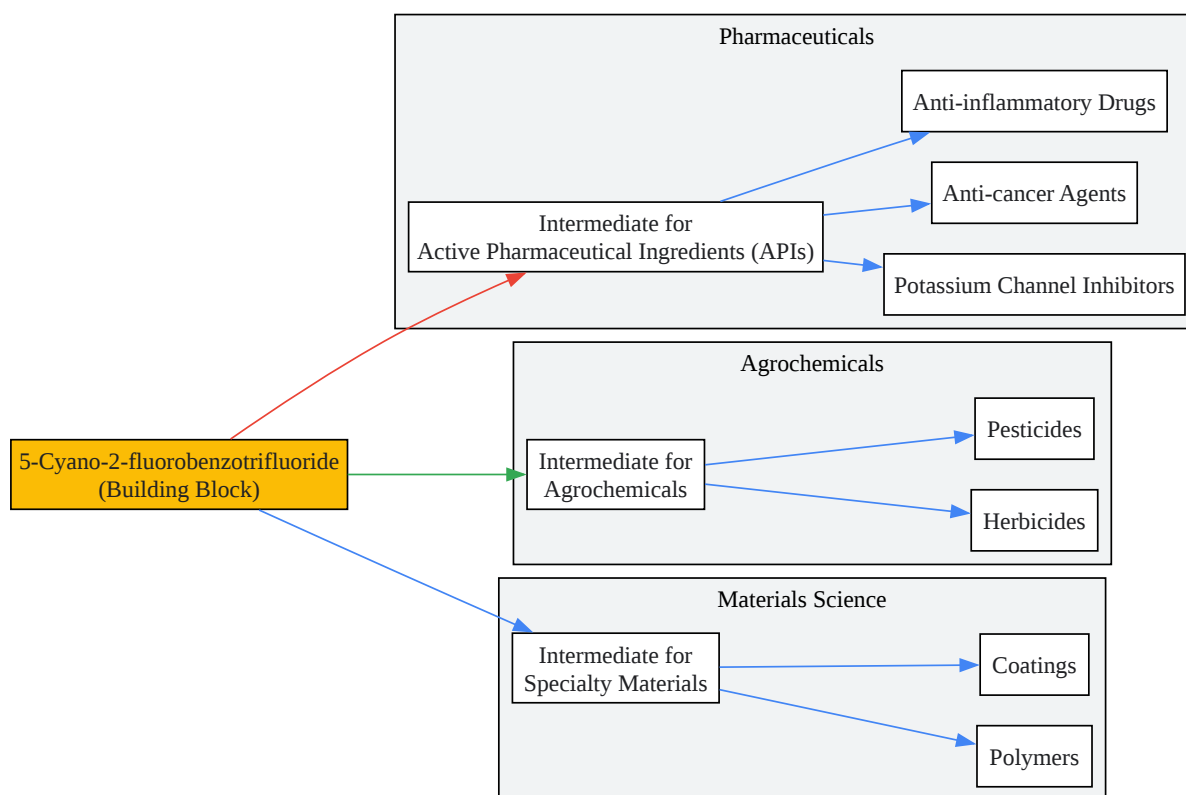 Pharmaceuticals
Anti-inflammatory Drugs
Anti-cancer Agents
Intermediate for
Active Pharmaceutical Ingredients (APIs)
Potassium Channel Inhibitors
Agrochemicals
Pesticides
5-Cyano-2-fluorobenzotrifluoride
(Building Block)
Intermediate for
Agrochemicals
Herbicides
Materials Science
Intermediate for
Specialty Materials
Coatings
Polymers